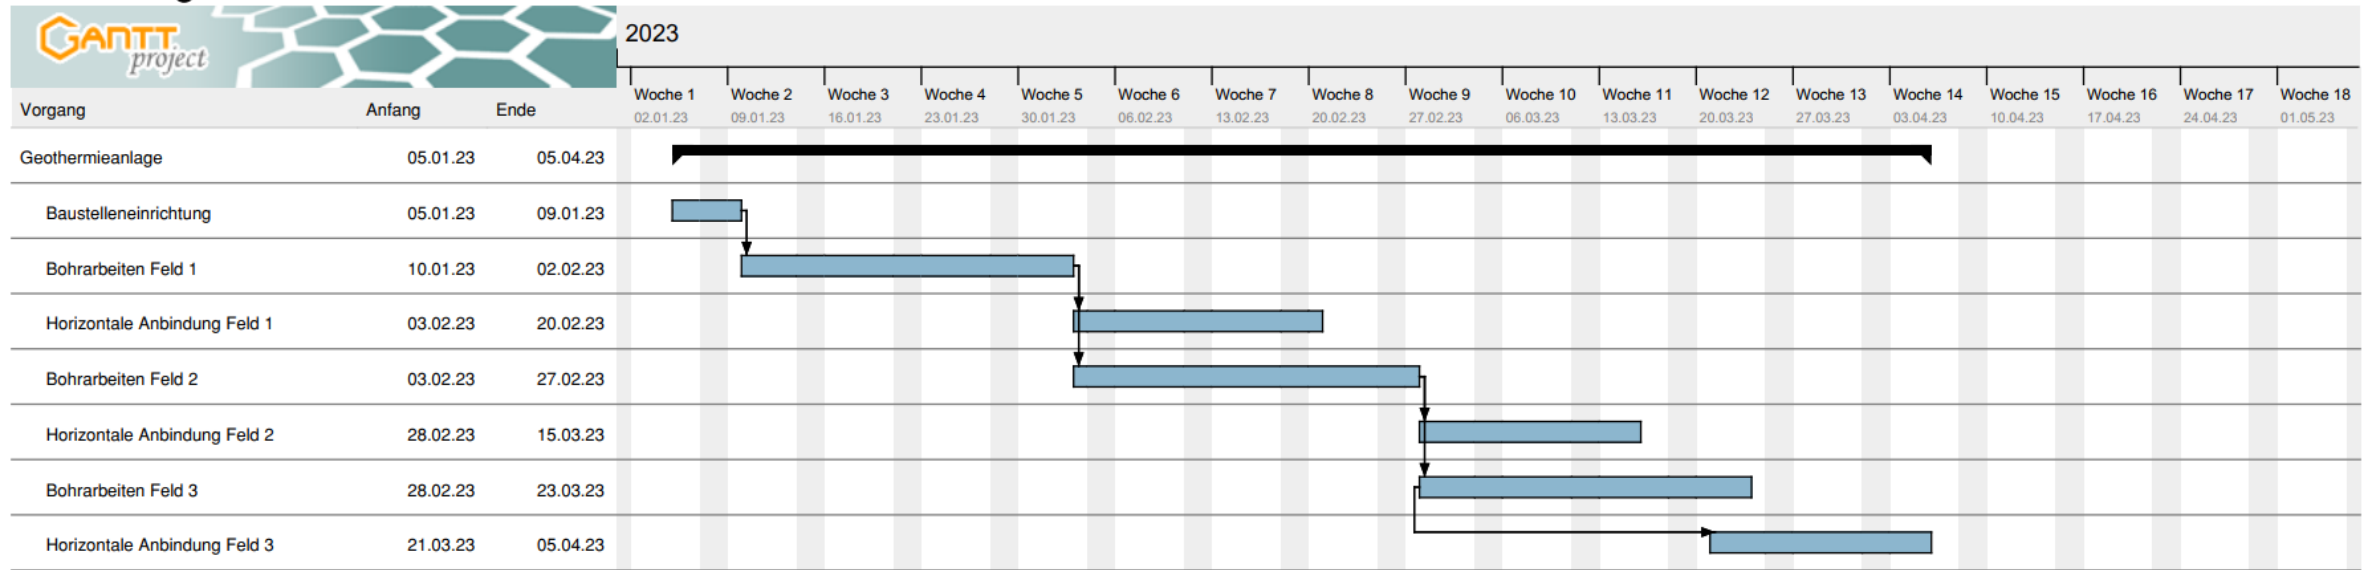 GANTT
project
2023
Woche 1 Woche 2 Woche 3 Woche 4 Woche 5 Woche 6 Woche 7 Woche 8 Woche 9 Woche 10 Woche 11 Woche 12 Woche 13 Woche 14 Woche 15 Woche 16 Woche 17 Woche 18
Vorgang Anfang Ende
02.01.23 09.01.23 16.01.23 23.01.23 30.01.23 06.02.23 13.02.23 20.02.23 27.02.23 06.03.23 13.03.23 20.03.23 27.03.23 03.04.23 10.04.23 17.04.23 24.04.23 01.05.23
Geothermieanlage 05.01.23 05.04.23
Baustelleneinrichtung 05.01.23 09.01.23
Bohrarbeiten Feld 1 10.01.23 02.02.23
Horizontale Anbindung Feld 1 03.02.23 20.02.23
Bohrarbeiten Feld 2 03.02.23 27.02.23
Horizontale Anbindung Feld 2 28.02.23 15.03.23
Bohrarbeiten Feld 3 28.02.23 23.03.23
Horizontale Anbindung Feld 3 21.03.23 05.04.23